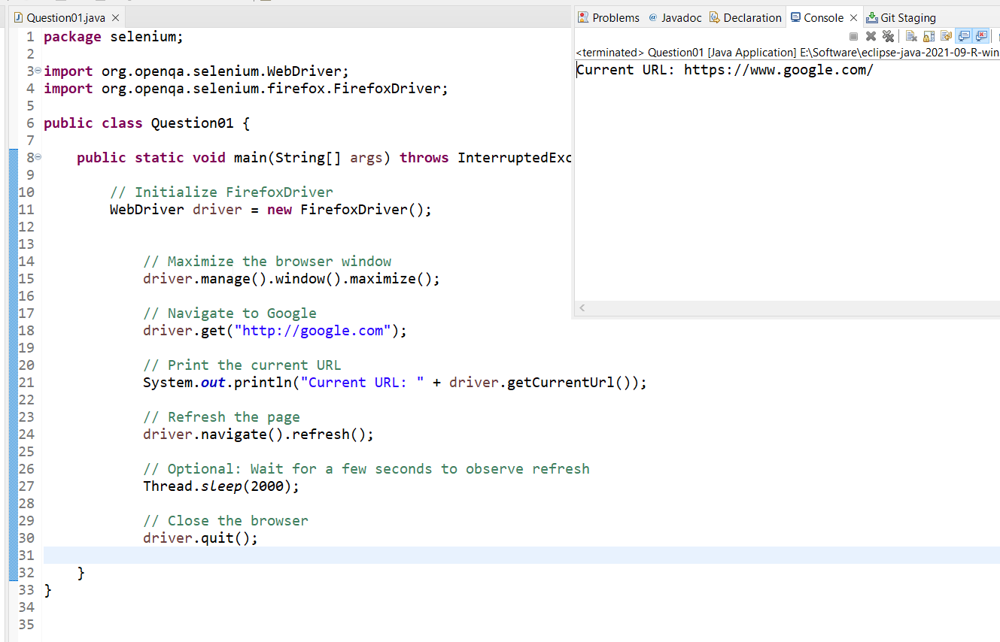 Question01.java
1 package selenium;
2
3 import org.openqa.selenium.WebDriver;
4 import org.openqa.selenium.firefox.FirefoxDriver;
5
6 public class Question01 {
7
8 public static void main(String[] args) throws InterruptedExc
9
10 // Initialize FirefoxDriver
11 WebDriver driver = new FirefoxDriver();
12
13
14 // Maximize the browser window
15 driver.manage().window().maximize();
16
17 // Navigate to Google
18 driver.get("http://google.com");
19
20 // Print the current URL
21 System.out.println("Current URL: " + driver.getCurrentUrl());
22
23 // Refresh the page
24 driver.navigate().refresh();
25
26 // Optional: Wait for a few seconds to observe refresh
27 Thread.sleep(2000);
28
29 // Close the browser
30 driver.quit();
31
32 }
33 }
34
35
Problems @ Javadoc Declaration Console Git Staging
<terminated> Question01 [Java Application] E:\Software\eclipse-java-2021-09-R-win
Current URL: https://www.google.com/